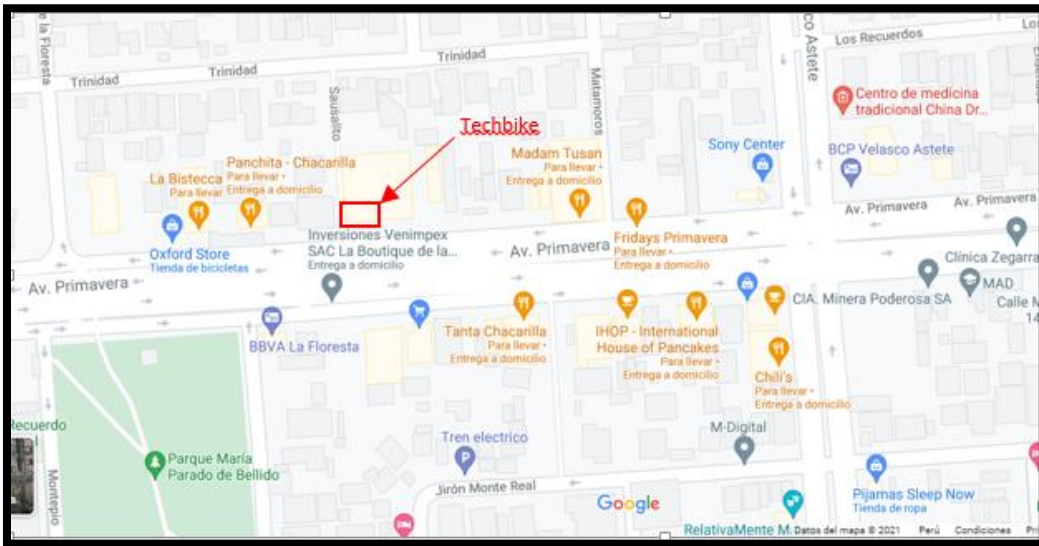 e la Floresta
Trinidad
Trinidad
Trinidad
Sausalito
Matamoros
co Astete
Los Recuerdos
Techbike
Centro de medicina
tradicional China Dr...
Sony Center
BCP Velasco Astete
Panchita - Chacarilla
Para llevar •
Entrega a domicilio
La Bistecca
Para llevar
Madam Tusan
Para llevar •
Entrega a domicilio
Av. Primavera
Av. Primavera
Oxford Store
Tienda de bicicletas
Inversiones Venimpex
SAC La Boutique de la...
Entrega a domicilio
Av. Primavera
Fridays Primavera
Para llevar •
Entrega a domicilio
Clínica Zegarra
Av. Primavera
CIA. Minera Poderosa SA
MAD
Calle M
14
BBVA La Floresta
Tanta Chacarilla
Para llevar •
Entrega a domicilio
IHOP - International
House of Pancakes
Para llevar •
Entrega a domicilio
Chili's
Para llevar •
Entrega a domicilio
M-Digital
Recuerdo
Montepio
Parque María
Parado de Bellido
Tren electrico
P
Jirón Monte Real
Google
Pijamas Sleep Now
Tienda de ropa
RelativaMente M
Datos del mapa © 2021 Perú Condiciones